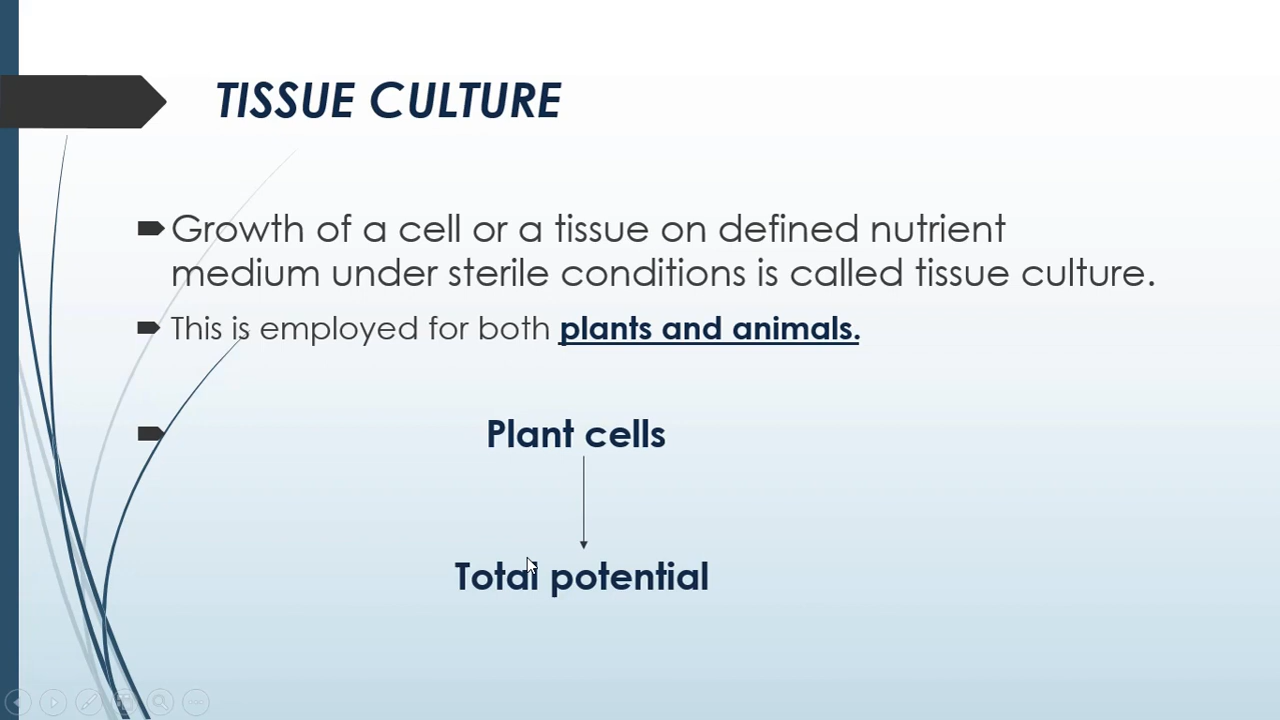 TISSUE CULTURE
Growth of a cell or a tissue on defined nutrient
medium under sterile conditions is called tissue culture.
This is employed for both plants and animals.
Plant cells
Total potential